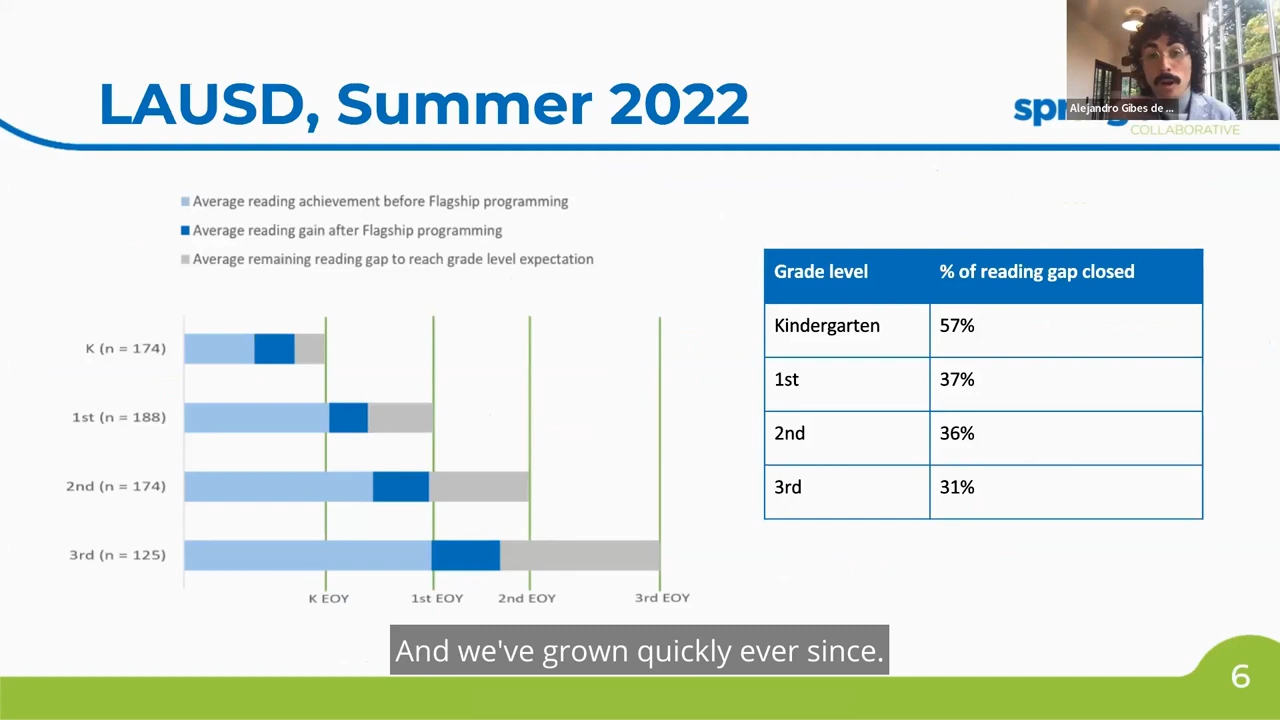 LAUSD, Summer 2022
Alejandro Gibes de ...
COLLABORATIVE
Average reading achievement before Flagship programming
Average reading gain after Flagship programming
Average remaining reading gap to reach grade level expectation
K (n = 174)
1st (n = 188)
2nd (n = 174)
3rd (n = 125)
K EOY 1st EOY 2nd EOY 3rd EOY
Grade level % of reading gap closed
Kindergarten 57%
1st 37%
2nd 36%
3rd 31%
And we've grown quickly ever since.
6